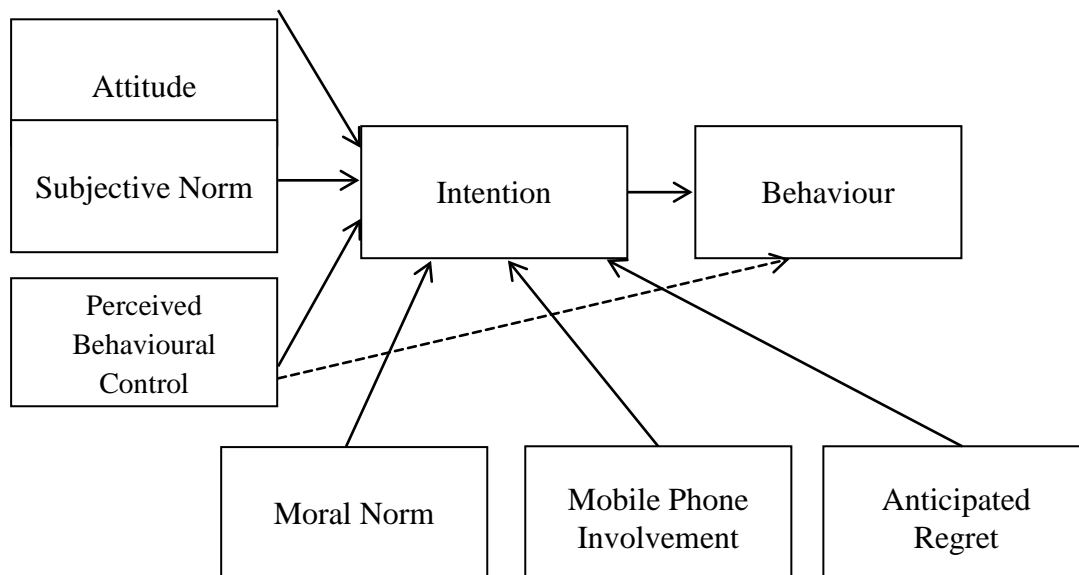 Attitude
Subjective Norm
Intention
Behaviour
Perceived
Behavioural
Control
Moral Norm
Mobile Phone
Involvement
Anticipated
Regret